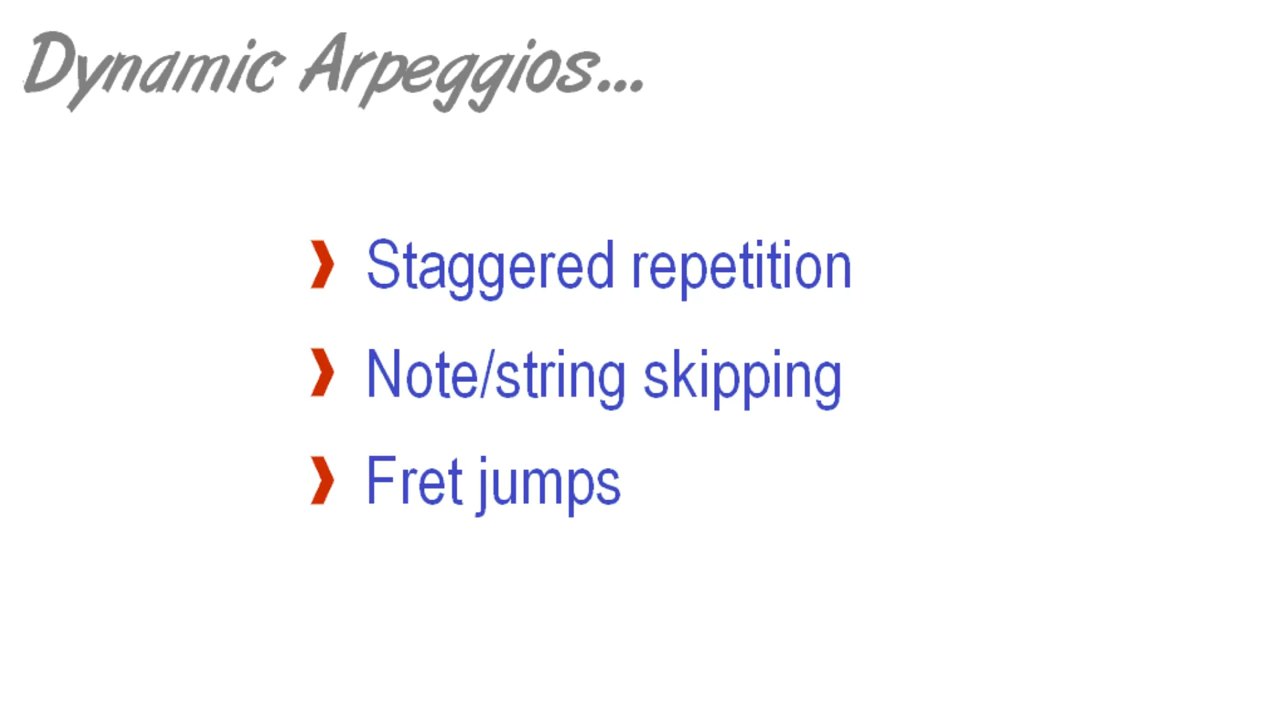 Dynamic Arpeggios...
Staggered repetition
Note/string skipping
Fret jumps